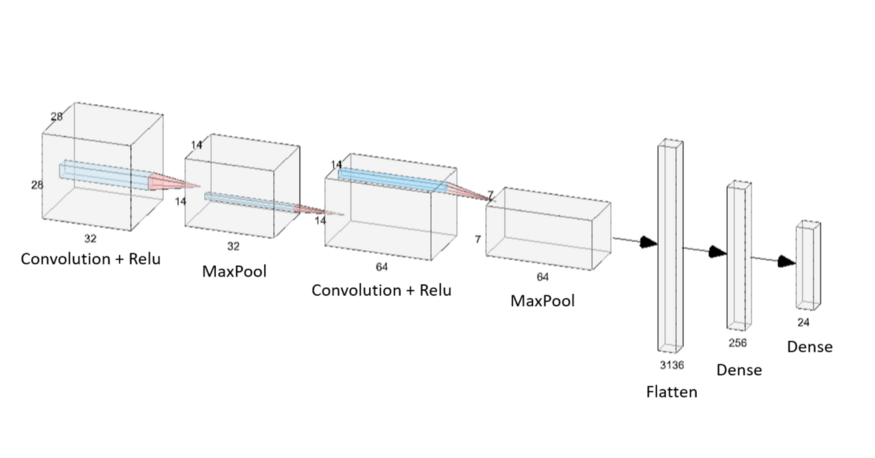 28
28
32
Convolution + Relu
14
14
32
MaxPool
14
14
64
Convolution + Relu
7
7
64
MaxPool
3136
Flatten
256
Dense
24
Dense